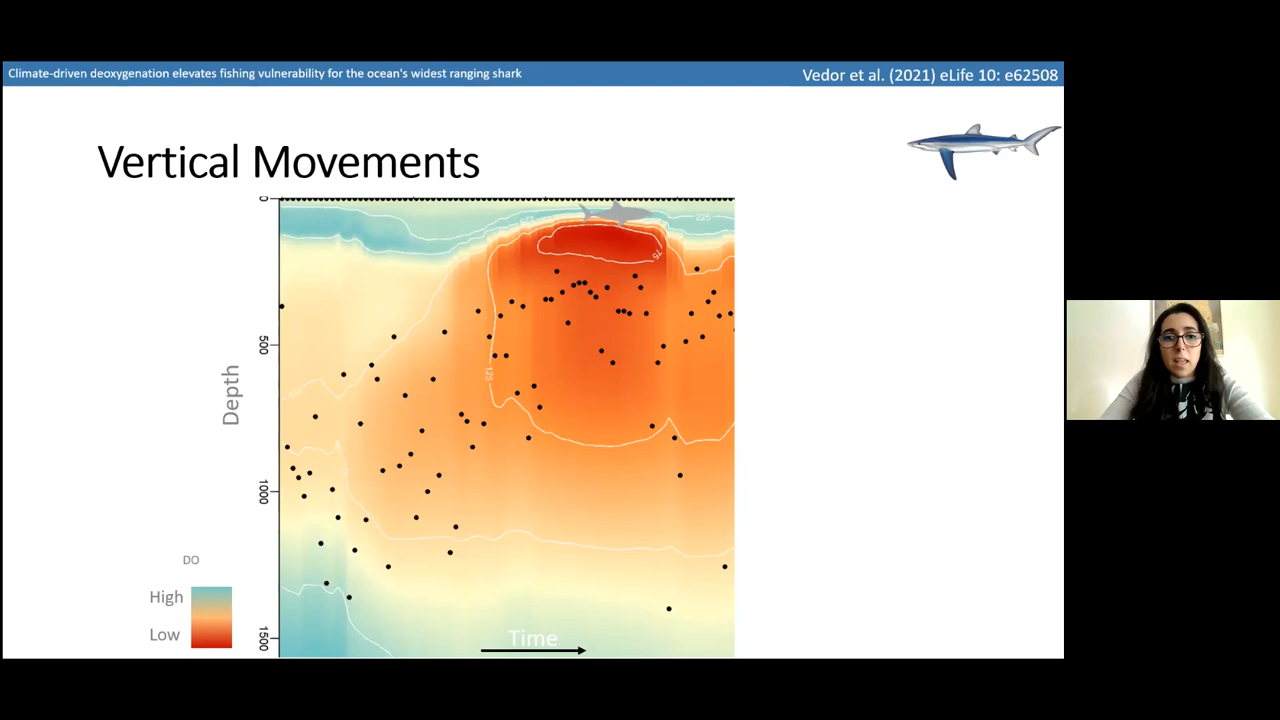 Climate-driven deoxygenation elevates fishing vulnerability for the ocean's widest ranging shark
Vedor et al. (2021) eLife 10: e62508
Vertical Movements
0
225
75
500
125
Depth
1000
DO
High
Low
1500
Time